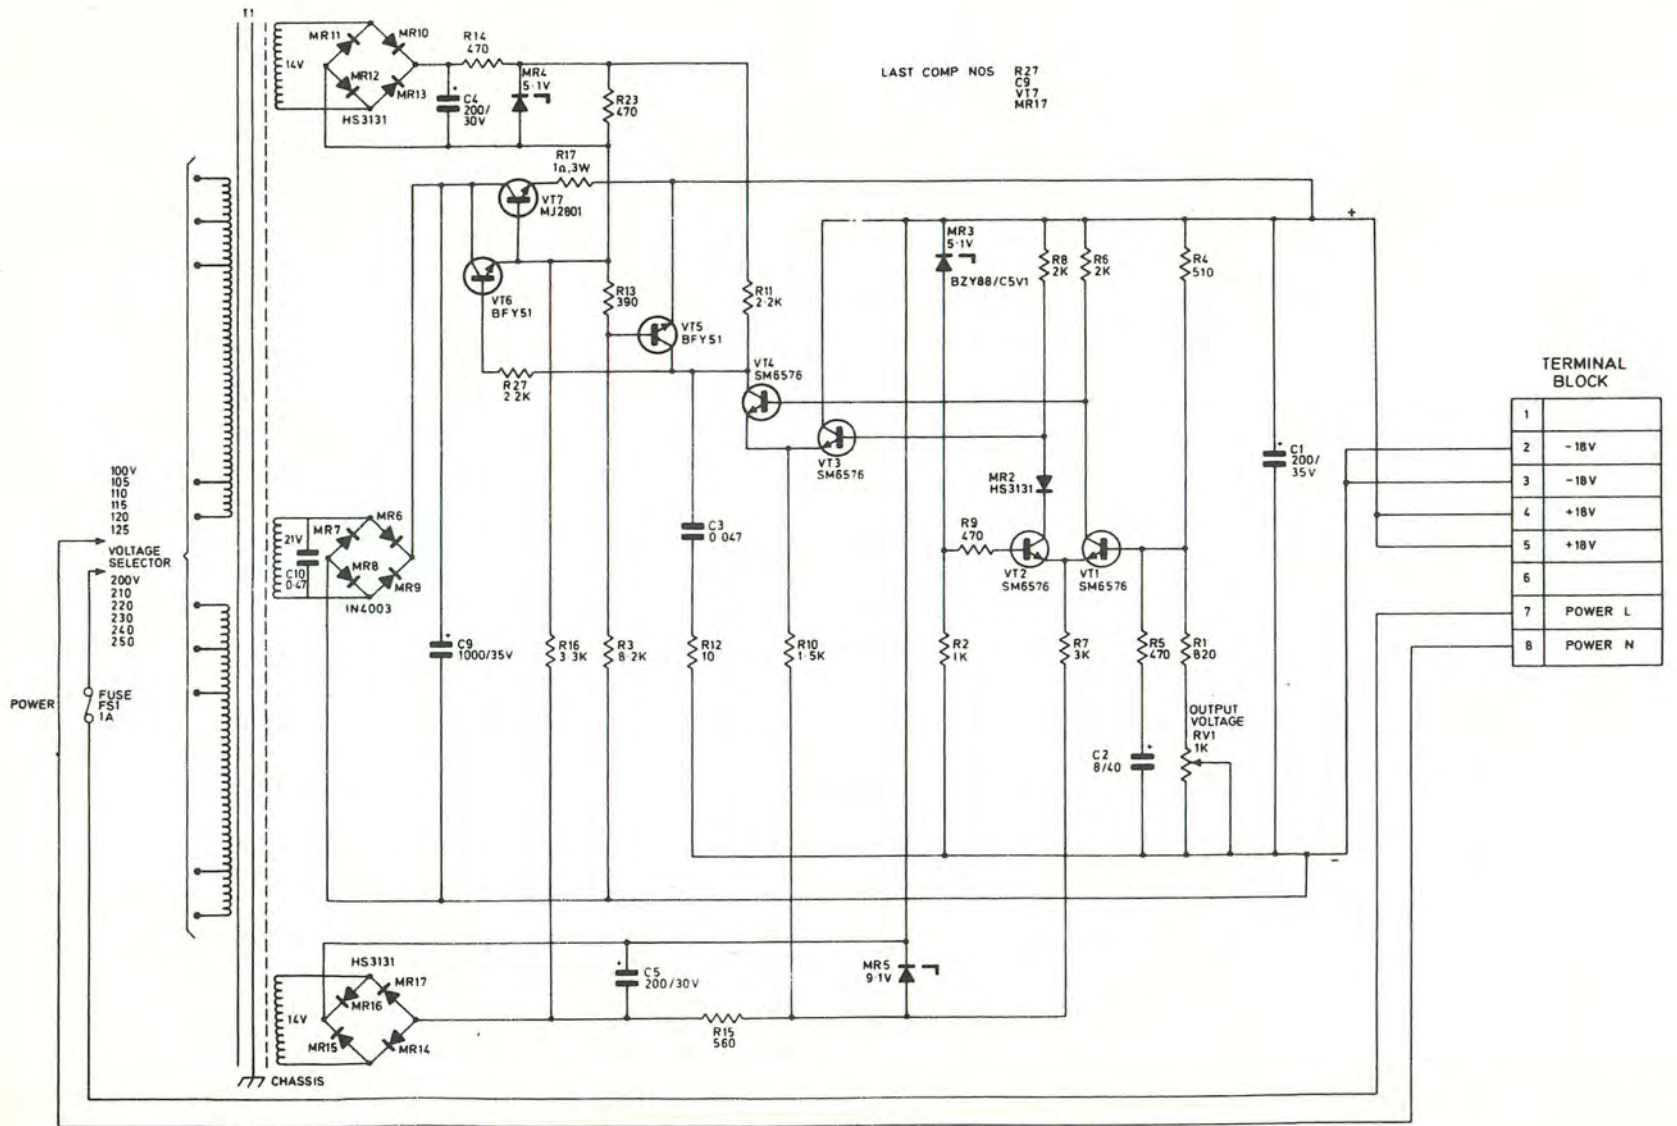 T1
MR11
MR10
14V
MR12
MR13
HS3131
R14
470
C4
200/
30V
MR4
5·1V
R23
470
LAST COMP NOS R27
C9
VT7
MR17
R17
1Ω,3W
VT7
MJ2801
VT6
BFY51
R13
390
VT5
BFY51
R11
2·2K
R27
2 2K
VT4
SM6576
VT3
SM6576
MR3
5·1V
BZY88/C5V1
R8
2K
R6
2K
R4
510
MR2
HS3131
R9
470
VT2
SM6576
VT1
SM6576
+
C1
200/
35V
TERMINAL
BLOCK
1
2 -18V
3 -18V
4 +18V
5 +18V
6
7 POWER L
8 POWER N
100V
105
110
115
120
125
VOLTAGE
SELECTOR
200V
210
220
230
240
250
POWER
FUSE
FS1
1A
21V
MR7
MR6
C10
0·47
MR8
MR9
IN4003
C9
1000/35V
R16
3·3K
R3
8·2K
C3
0 047
R12
10
R10
1·5K
R2
1K
R7
3K
R5
470
R1
820
C2
8/40
OUTPUT
VOLTAGE
RV1
1K
-
HS3131
14V
MR17
MR16
MR15
MR14
C5
200/30V
R15
560
MR5
9·1V
CHASSIS